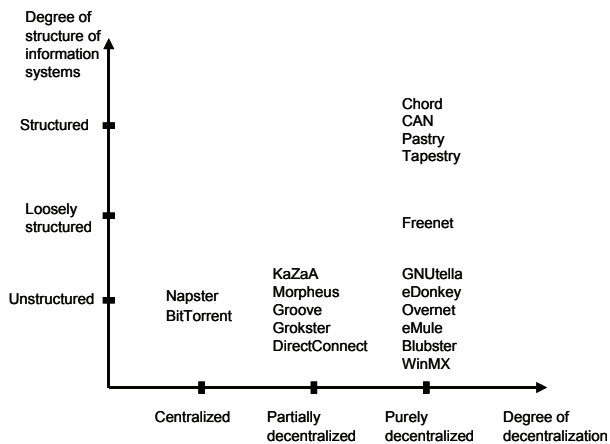 Degree of
structure of
information
systems
Structured
Chord
CAN
Pastry
Tapestry
Loosely
structured
Freenet
Unstructured
Napster
BitTorrent
KaZaA
Morpheus
Groove
Grokster
DirectConnect
GNUtella
eDonkey
Overnet
eMule
Blubster
WinMX
Centralized
Partially
decentralized
Purely
decentralized
Degree of
decentralization